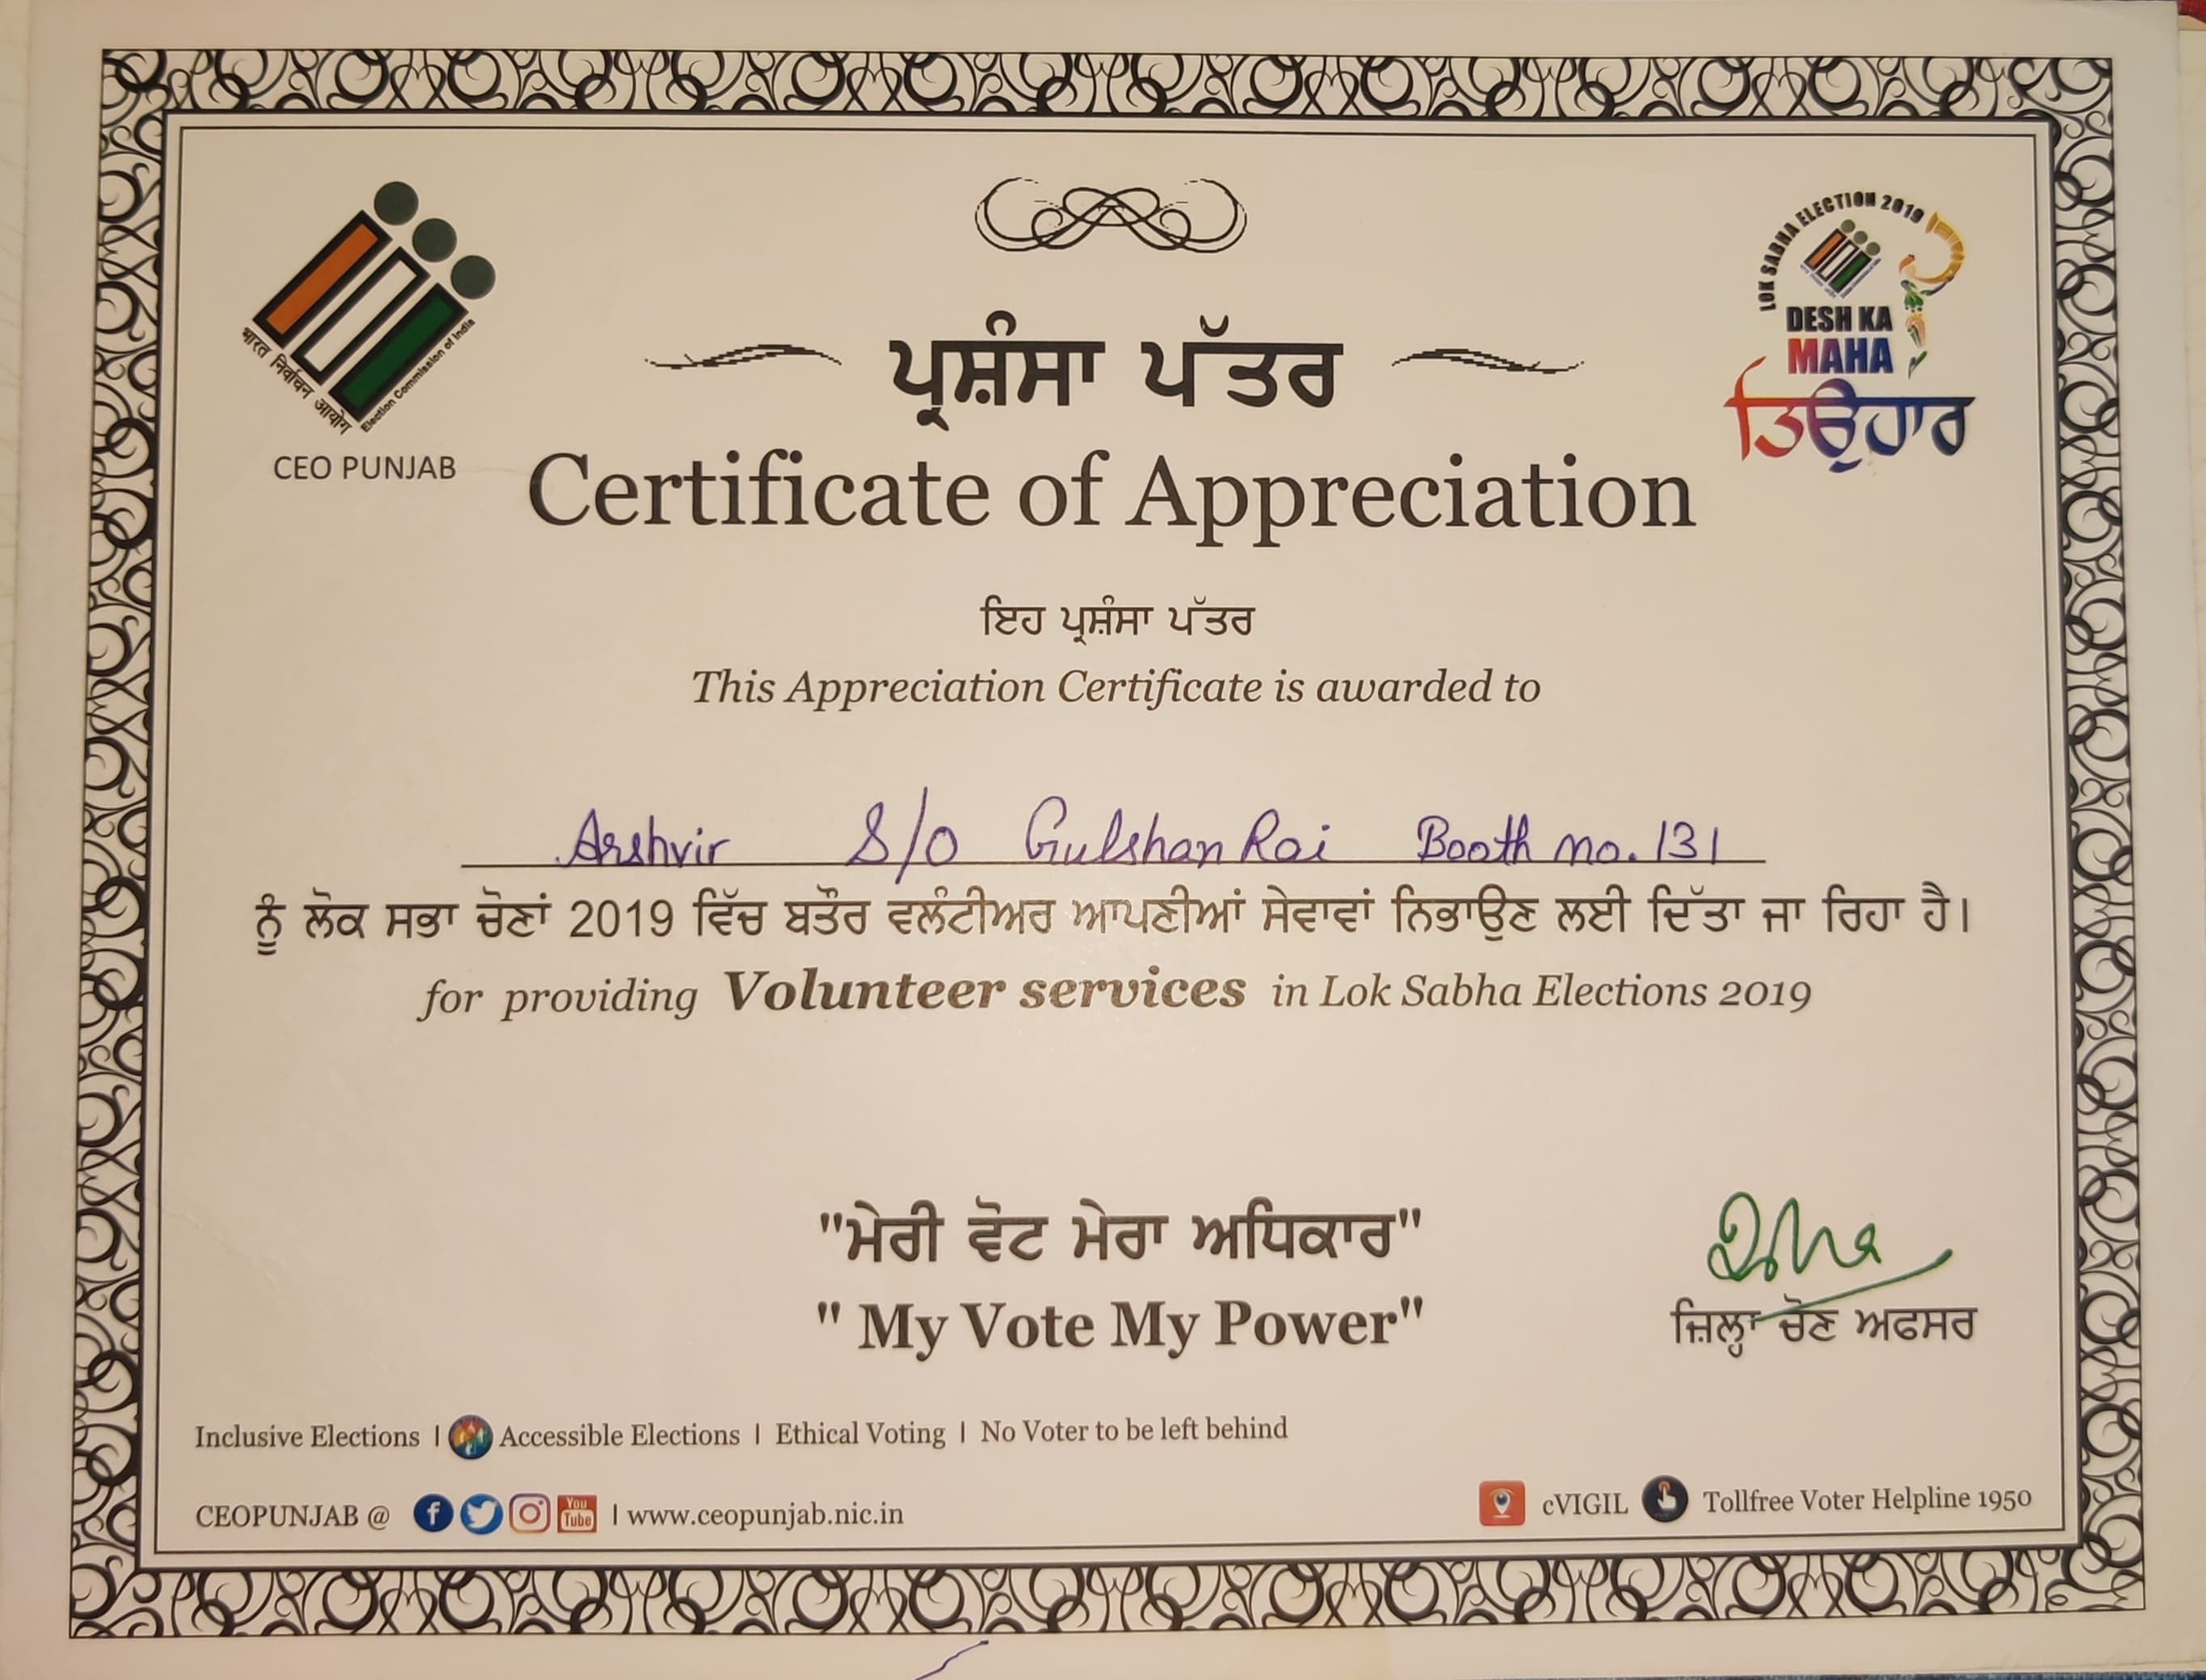 भारत निर्वाचन आयोग
Election Commission of India
CEO PUNJAB
LOK SABHA ELECTION 2019
DESH KA
MAHA
ਤਿਉਹਾਰ
ਪ੍ਰਸ਼ੰਸਾ ਪੱਤਰ
Certificate of Appreciation
ਇਹ ਪ੍ਰਸ਼ੰਸਾ ਪੱਤਰ
This Appreciation Certificate is awarded to
Arshvir S/O Gulshan Rai Booth no. 131
ਨੂੰ ਲੋਕ ਸਭਾ ਚੋਣਾਂ 2019 ਵਿੱਚ ਬਤੌਰ ਵਲੰਟੀਅਰ ਆਪਣੀਆਂ ਸੇਵਾਵਾਂ ਨਿਭਾਉਣ ਲਈ ਦਿੱਤਾ ਜਾ ਰਿਹਾ ਹੈ।
for providing Volunteer services in Lok Sabha Elections 2019
"ਮੇਰੀ ਵੋਟ ਮੇਰਾ ਅਧਿਕਾਰ"
" My Vote My Power"
ਜ਼ਿਲ੍ਹਾ ਚੋਣ ਅਫਸਰ
Inclusive Elections | Accessible Elections | Ethical Voting | No Voter to be left behind
CEOPUNJAB @ f You Tube | www.ceopunjab.nic.in
cVIGIL Tollfree Voter Helpline 1950